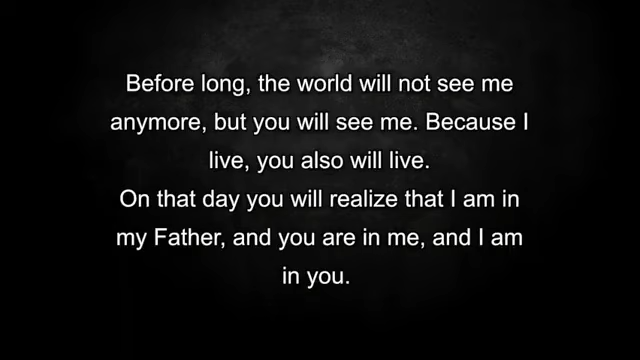 Before long, the world will not see me
anymore, but you will see me. Because I
live, you also will live.
On that day you will realize that I am in
my Father, and you are in me, and I am
in you.